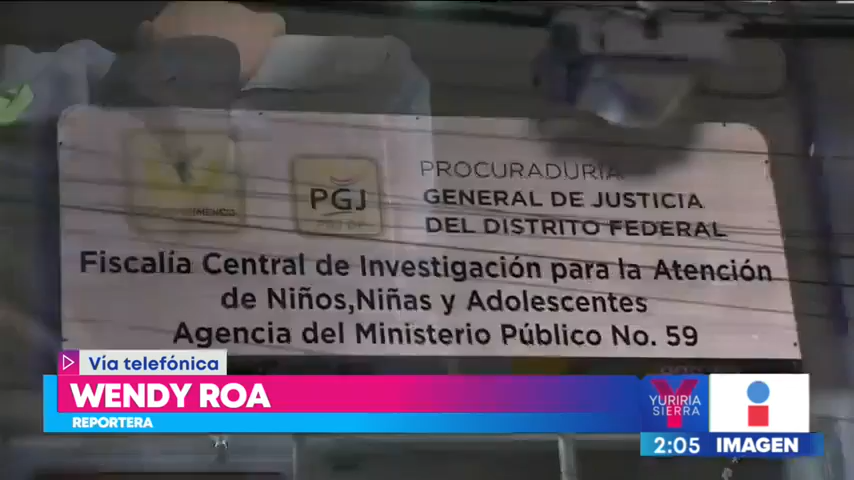 MÉXICO
PGJ
PROCURADURIA
GENERAL DE JUSTICIA
DEL DISTRITO FEDERAL
Fiscalía Central de Investigación para la Atención
de Niños,Niñas y Adolescentes
Agencia del Ministerio Público No. 59
Vía telefónica
WENDY ROA
REPORTERA
YURIRIA
SIERRA
2:05
IMAGEN